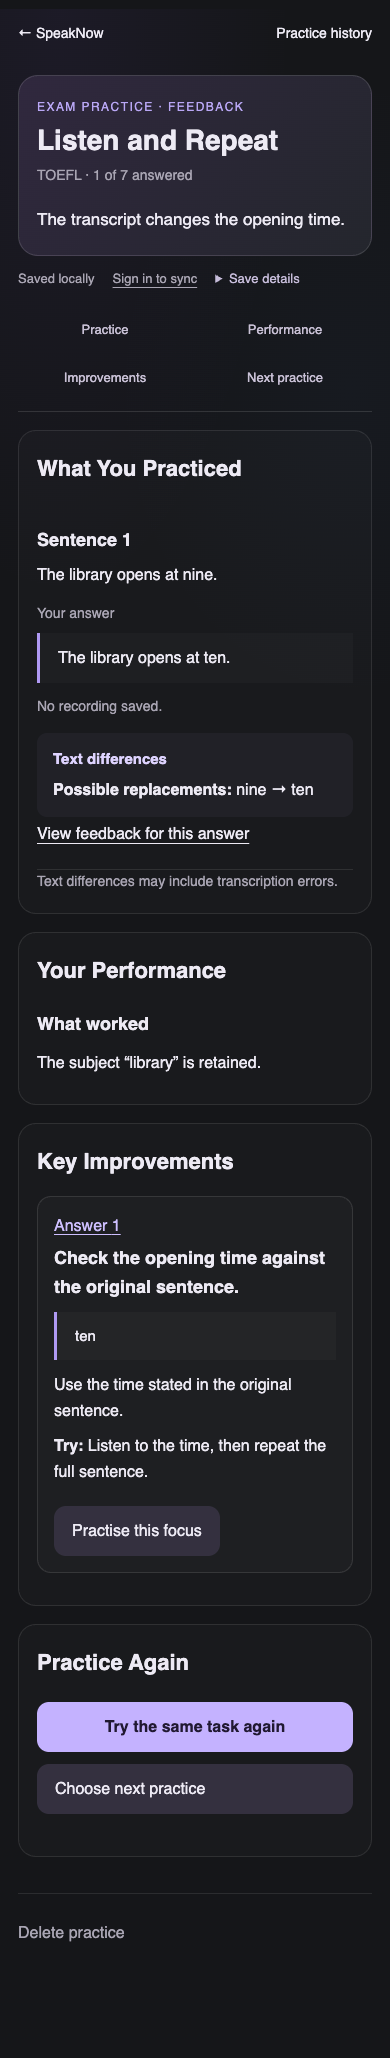 ← SpeakNow
Practice history
EXAM PRACTICE · FEEDBACK
Listen and Repeat
TOEFL · 1 of 7 answered
The transcript changes the opening time.
Saved locally Sign in to sync ▶ Save details
Practice Performance
Improvements Next practice
What You Practiced
Sentence 1
The library opens at nine.
Your answer
The library opens at ten.
No recording saved.
Text differences
Possible replacements: nine → ten
View feedback for this answer
Text differences may include transcription errors.
Your Performance
What worked
The subject “library” is retained.
Key Improvements
Answer 1
Check the opening time against
the original sentence.
ten
Use the time stated in the original
sentence.
Try: Listen to the time, then repeat the
full sentence.
Practise this focus
Practice Again
Try the same task again
Choose next practice
Delete practice